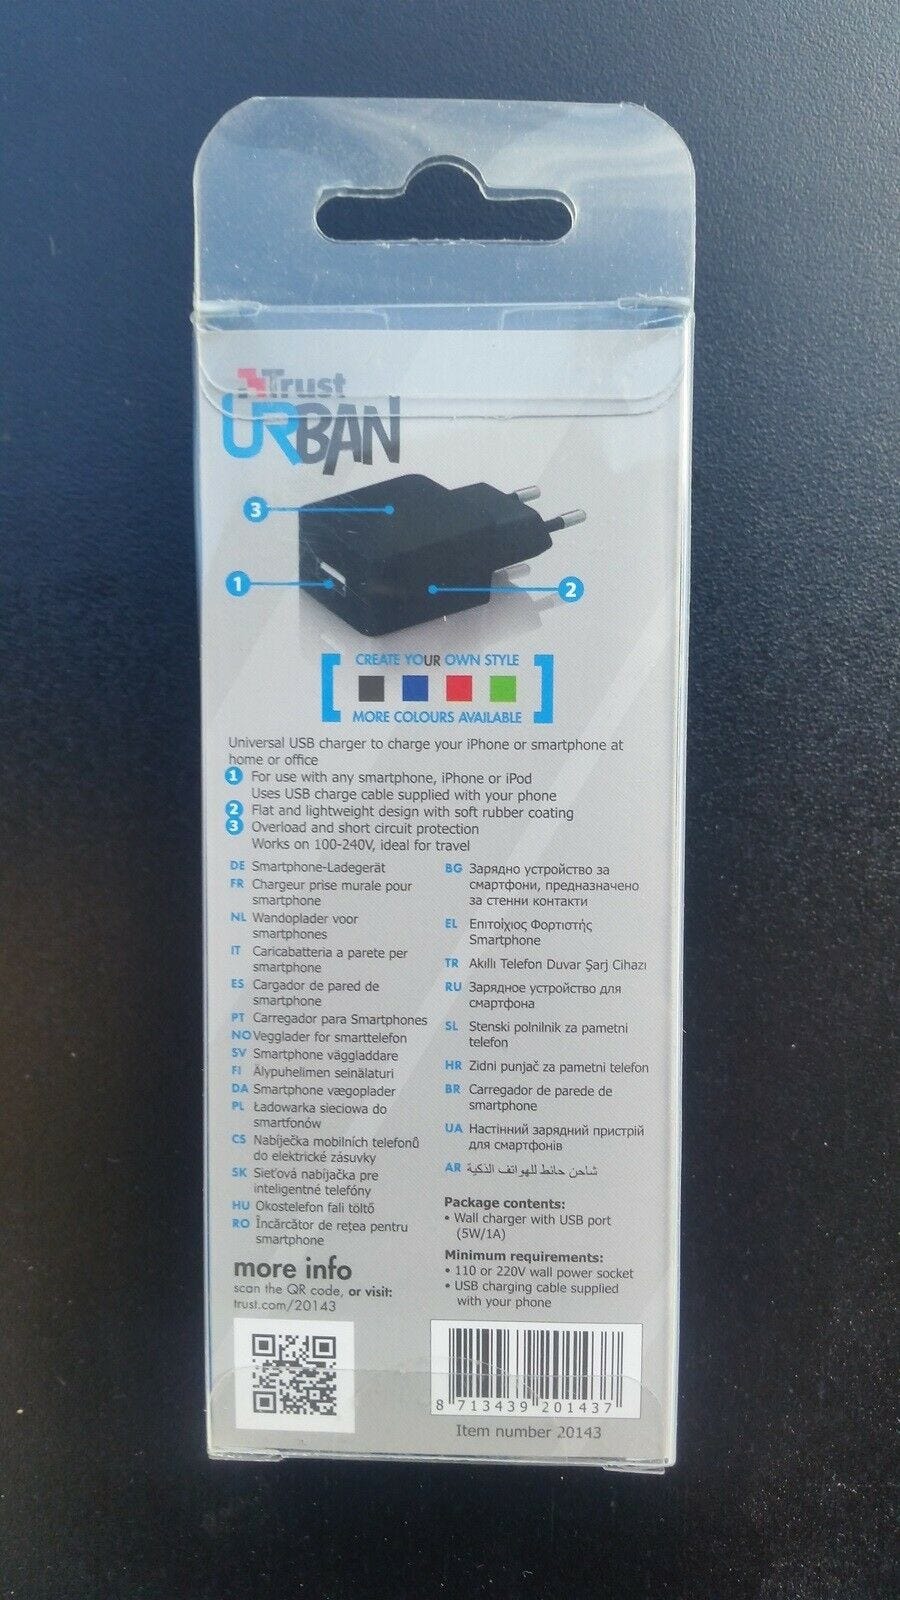 Trust
URBAN
3
1
2
CREATE YOUR OWN STYLE
MORE COLOURS AVAILABLE
Universal USB charger to charge your iPhone or smartphone at
home or office
1 For use with any smartphone, iPhone or iPod
Uses USB charge cable supplied with your phone
2 Flat and lightweight design with soft rubber coating
3 Overload and short circuit protection
Works on 100-240V, ideal for travel
DE Smartphone-Ladegerät
FR Chargeur prise murale pour
smartphone
NL Wandoplader voor
smartphones
IT Caricabatteria a parete per
smartphone
ES Cargador de pared de
smartphone
PT Carregador para Smartphones
NO Vegglader for smarttelefon
SV Smartphone väggladdare
FI Älypuhelimen seinälaturi
DA Smartphone vægoplader
PL Ładowarka sieciowa do
smartfonów
CS Nabíječka mobilních telefonů
do elektrické zásuvky
SK Sieťová nabíjačka pre
inteligentné telefóny
HU Okostelefon fali töltő
RO Încărcător de rețea pentru
smartphone
BG Зарядно устройство за
смартфони, предназначено
за стенни контакти
EL Επιτοίχιος Φορτιστής
Smartphone
TR Akıllı Telefon Duvar Şarj Cihazı
RU Зарядное устройство для
смартфона
SL Stenski polnilnik za pametni
telefon
HR Zidni punjač za pametni telefon
BR Carregador de parede de
smartphone
UA Настінний зарядний пристрій
для смартфонів
AR شاحن حائط للهواتف الذكية
Package contents:
• Wall charger with USB port
(5W/1A)
Minimum requirements:
• 110 or 220V wall power socket
• USB charging cable supplied
with your phone
more info
scan the QR code, or visit:
trust.com/20143
8 713439 201437
Item number 20143